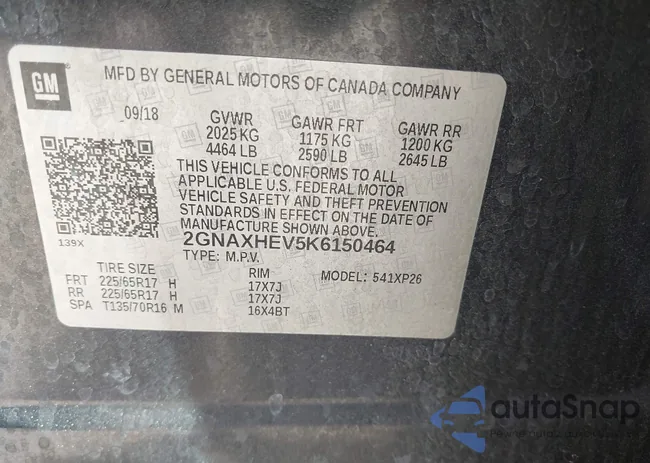 GM
MFD BY GENERAL MOTORS OF CANADA COMPANY
09/18
GVWR GAWR FRT GAWR RR
2025 KG 1175 KG 1200 KG
4464 LB 2590 LB 2645 LB
THIS VEHICLE CONFORMS TO ALL
APPLICABLE U.S. FEDERAL MOTOR
VEHICLE SAFETY AND THEFT PREVENTION
STANDARDS IN EFFECT ON THE DATE OF
MANUFACTURE SHOWN ABOVE.
139X
2GNAXHEV5K6150464
TYPE: M.P.V.
TIRE SIZE RIM MODEL: 541XP26
FRT 225/65R17 H 17X7J
RR 225/65R17 H 17X7J
SPA T135/70R16 M 16X4BT
autoSnap